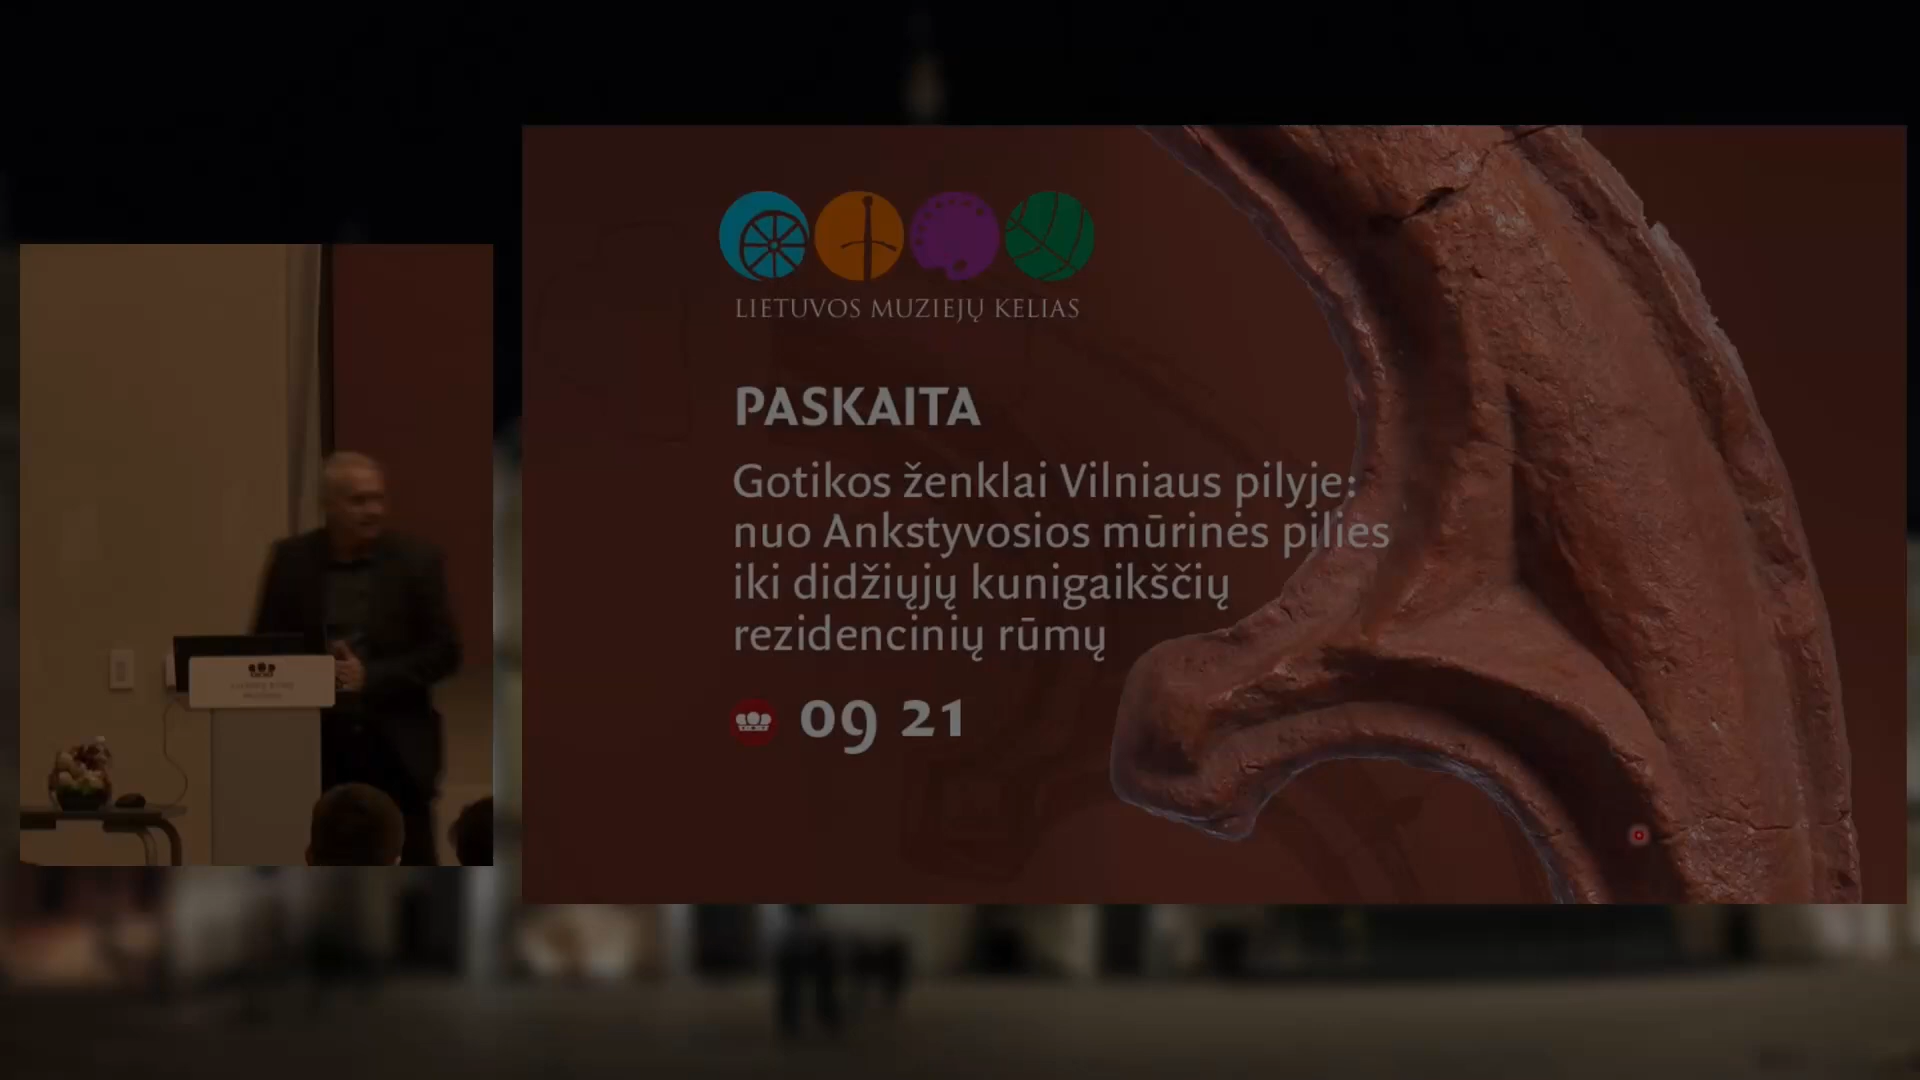 LIETUVOS MUZIEJŲ KELIAS
PASKAITA
Gotikos ženklai Vilniaus pilyje:
nuo Ankstyvosios mūrinės pilies
iki didžiųjų kunigaikščių
rezidencinių rūmų
09 21